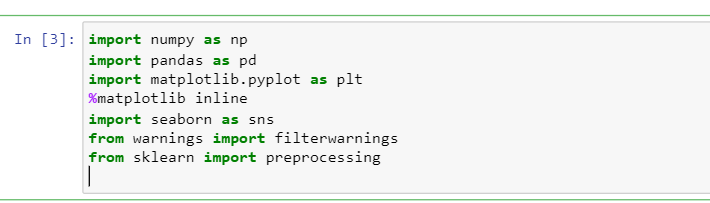 In [3]: import numpy as np
import pandas as pd
import matplotlib.pyplot as plt
%matplotlib inline
import seaborn as sns
from warnings import filterwarnings
from sklearn import preprocessing